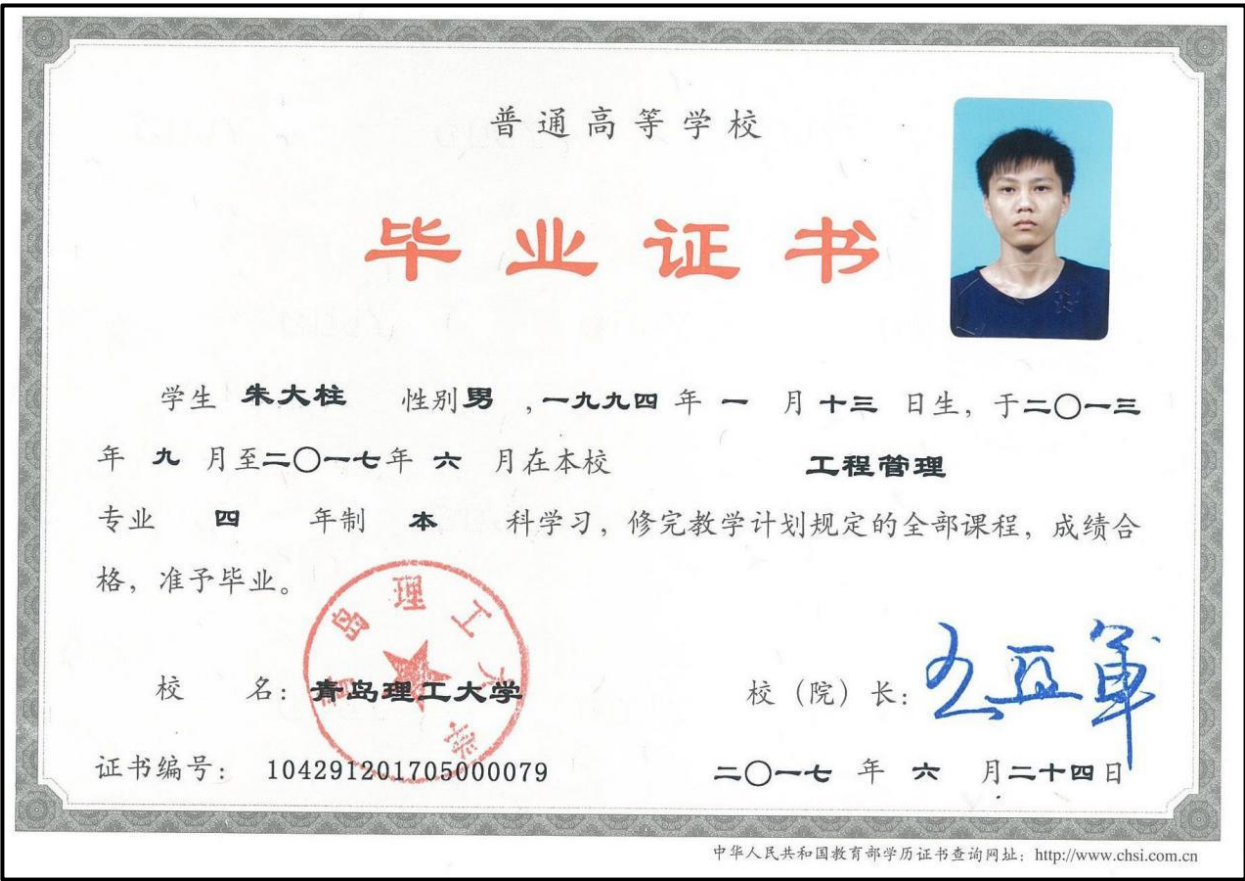 普通高等学校
毕业证书
学生 朱大柱 性别男 ,一九九四 年 一 月 十三 日生，于二〇一三
年 九 月至二〇一七年 六 月在本校 工程管理
专业 四 年制 本 科学习，修完教学计划规定的全部课程，成绩合
格，准予毕业。
青岛理工大学
校 名：青岛理工大学 校（院）长：
证书编号： 104291201705000079 二〇一七 年 六 月二十四日
中华人民共和国教育部学历证书查询网址：http://www.chsi.com.cn